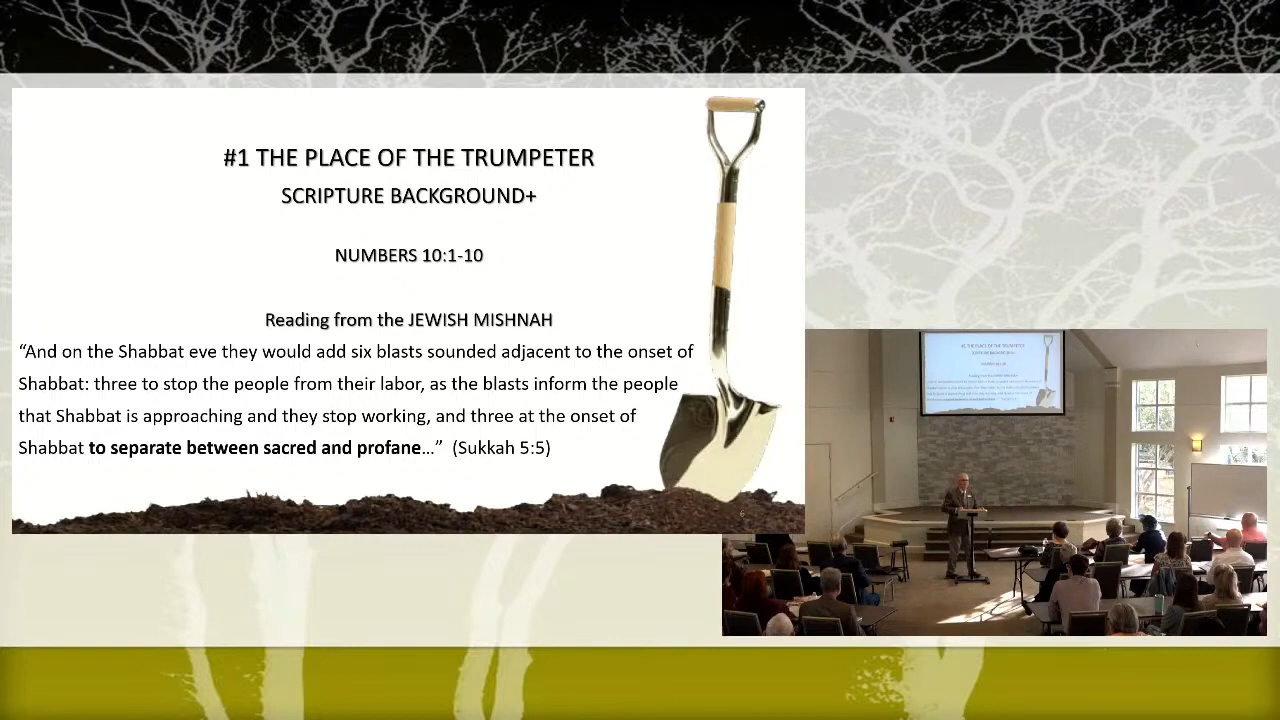 #1 THE PLACE OF THE TRUMPETER
SCRIPTURE BACKGROUND+
NUMBERS 10:1-10
Reading from the JEWISH MISHNAH
“And on the Shabbat eve they would add six blasts sounded adjacent to the onset of
Shabbat: three to stop the people from their labor, as the blasts inform the people
that Shabbat is approaching and they stop working, and three at the onset of
Shabbat to separate between sacred and profane…” (Sukkah 5:5)
6